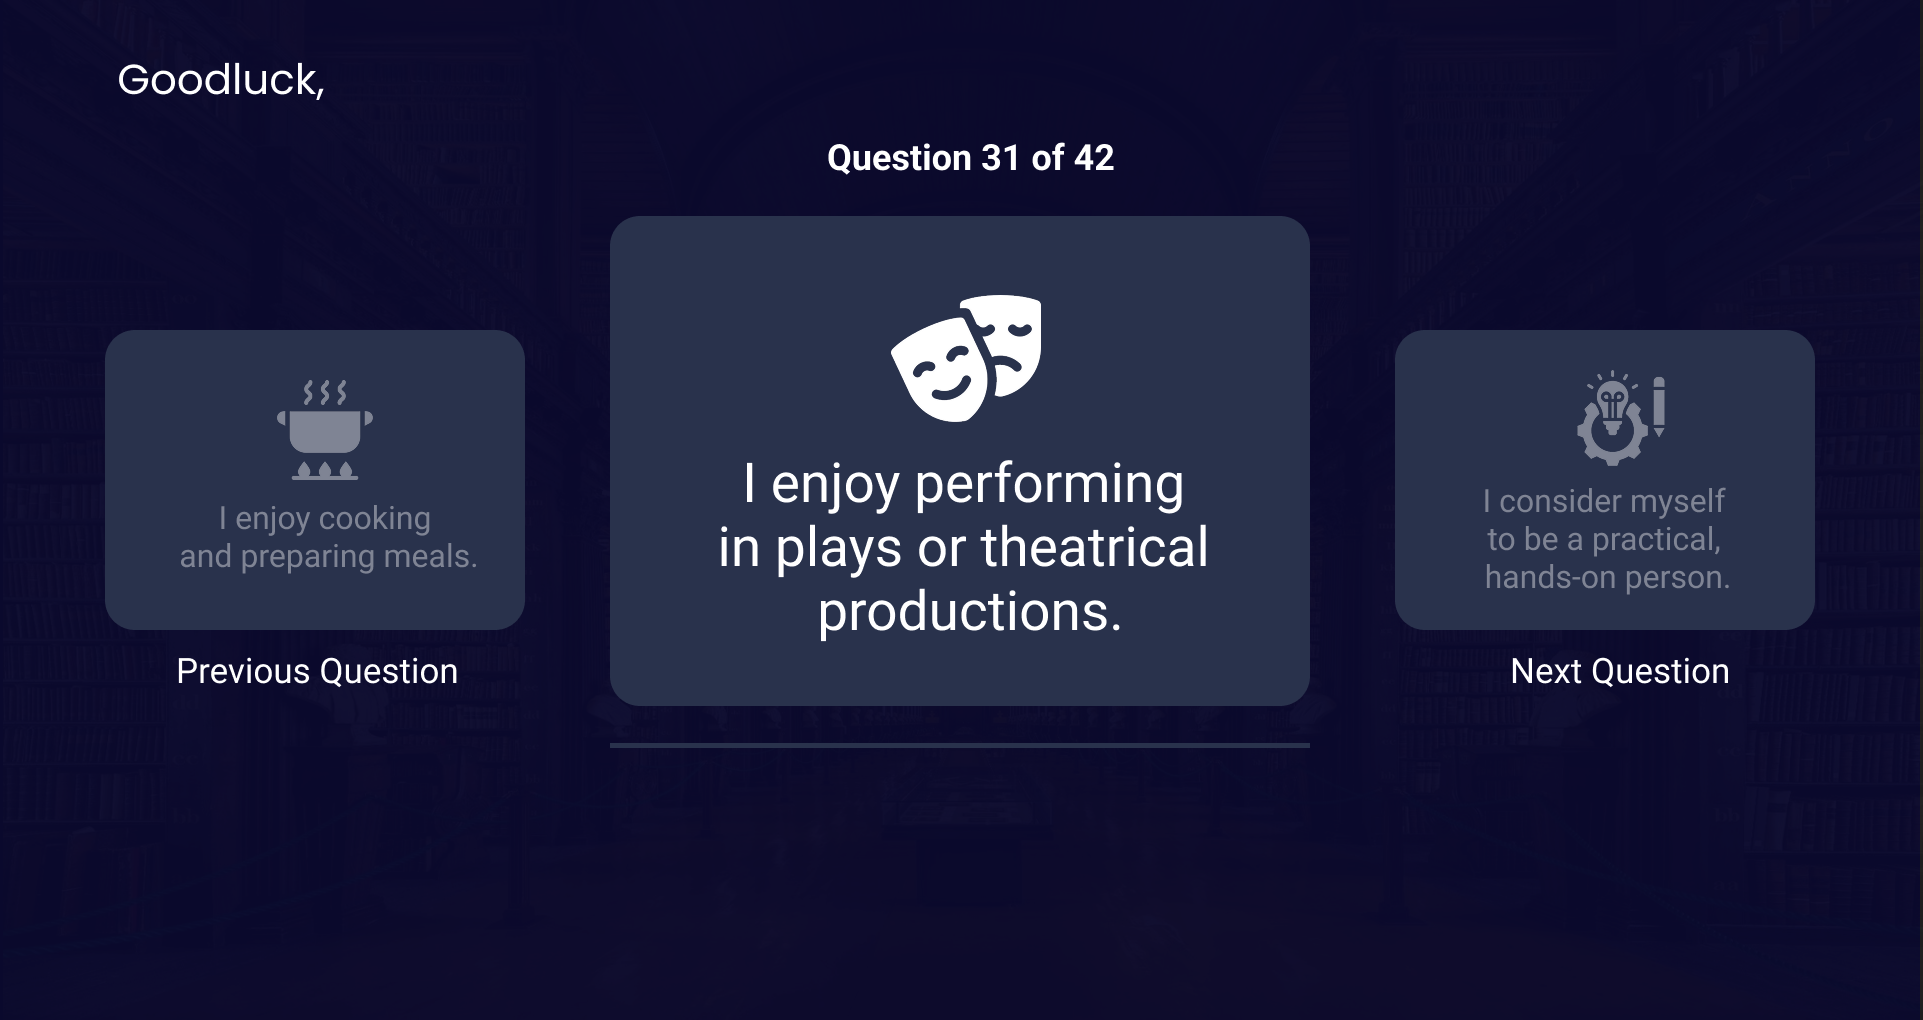 Goodluck,
Question 31 of 42
I enjoy cooking
and preparing meals.
Previous Question
I enjoy performing
in plays or theatrical
productions.
I consider myself
to be a practical,
hands-on person.
Next Question